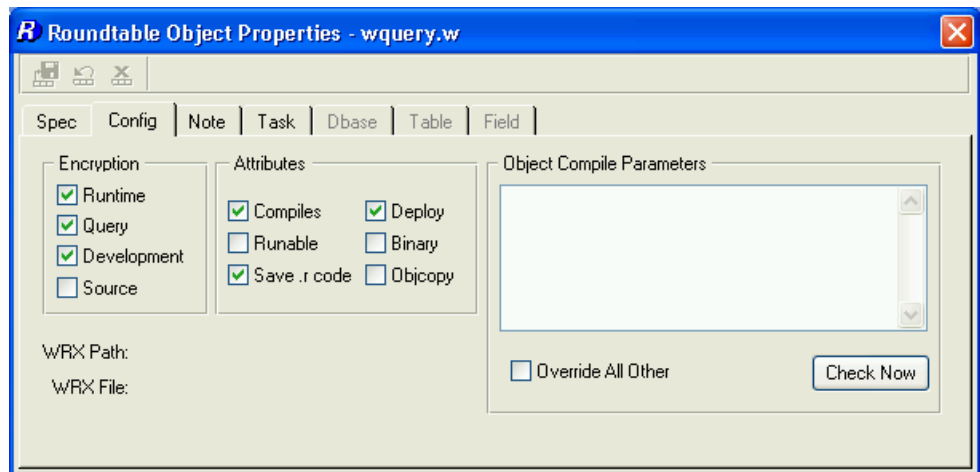 Roundtable Object Properties - wquery.w
Spec Config Note Task Dbase Table Field
Encryption
Runtime
Query
Development
Source
Attributes
Compiles Deploy
Runable Binary
Save .r code Objcopy
Object Compile Parameters
Override All Other Check Now
WRX Path:
WRX File: